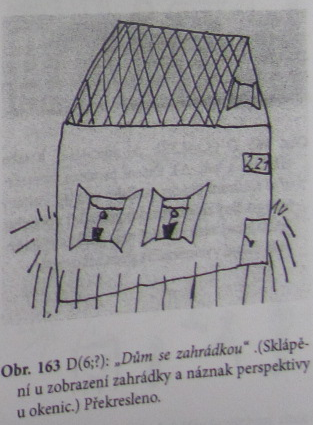 221
Obr. 163 D(6;?): „Dům se zahrádkou“ .(Sklápě-
ní u zobrazení zahrádky a náznak perspektivy
u okenic.) Překresleno.